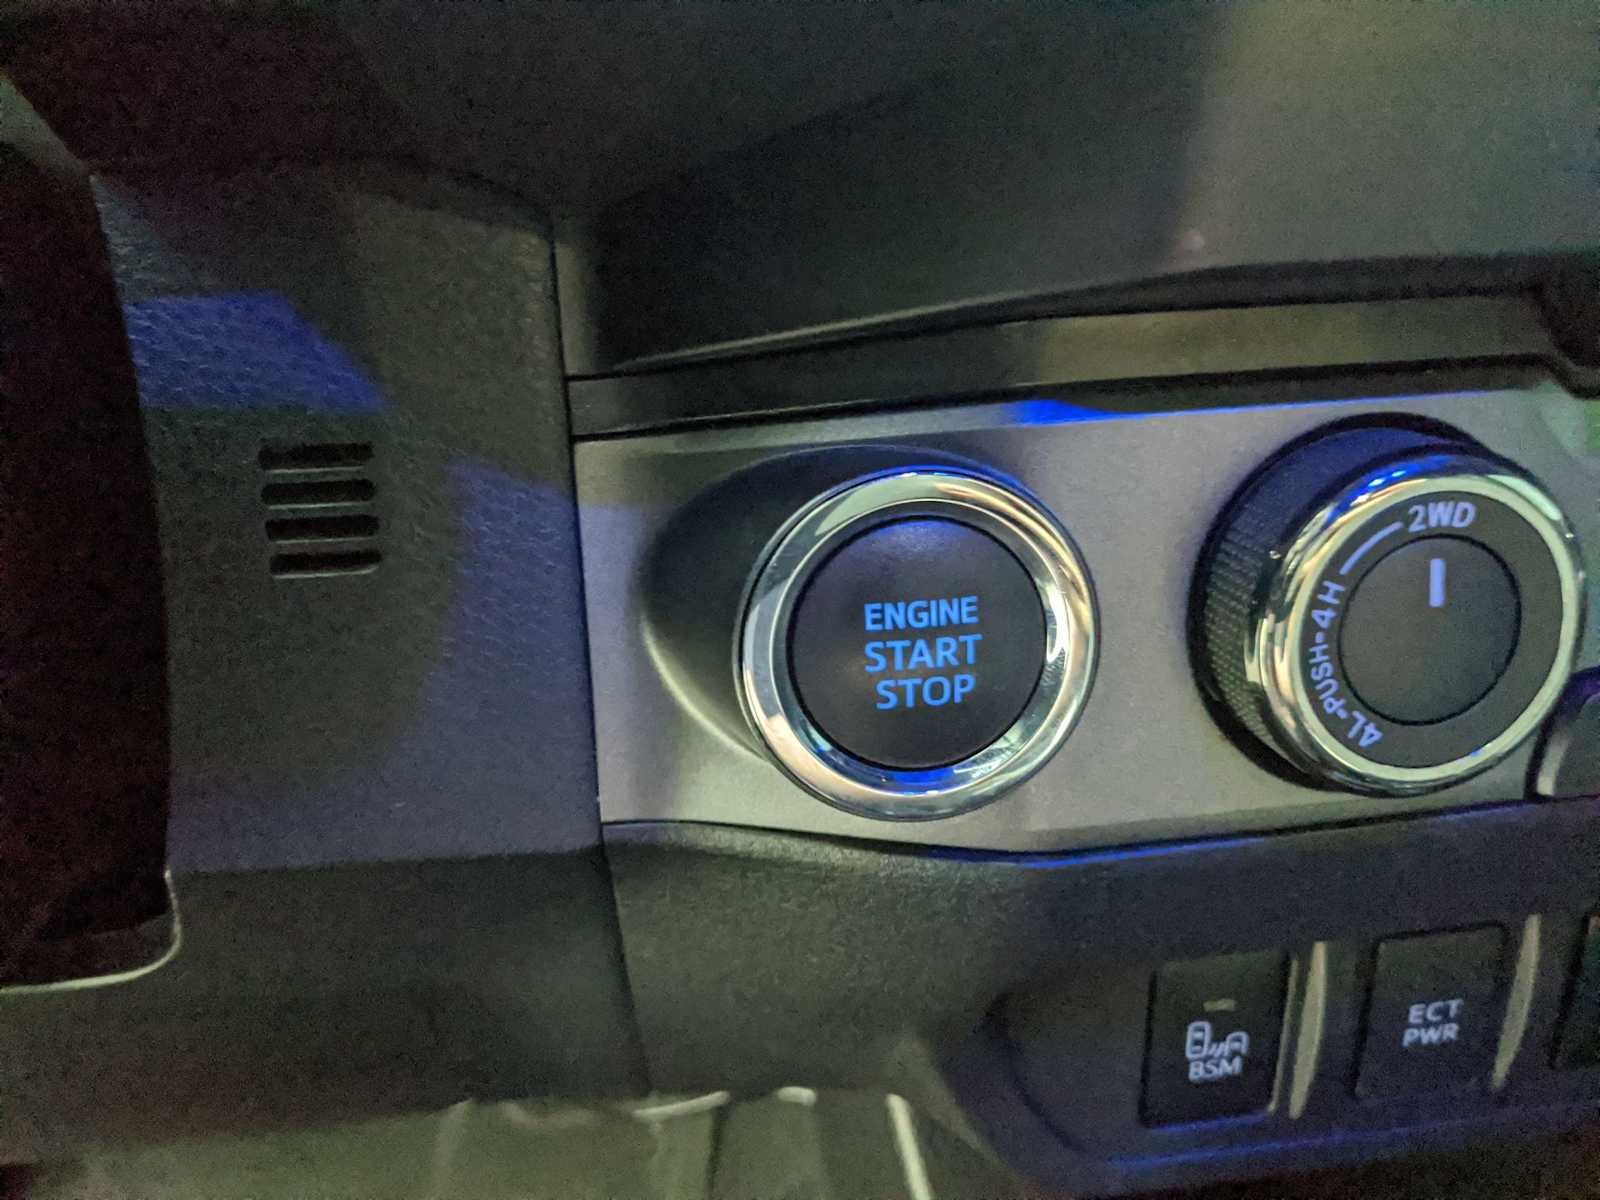 ENGINE
START
STOP
2WD
4L-PUSH-4H
BSM
ECT
PWR